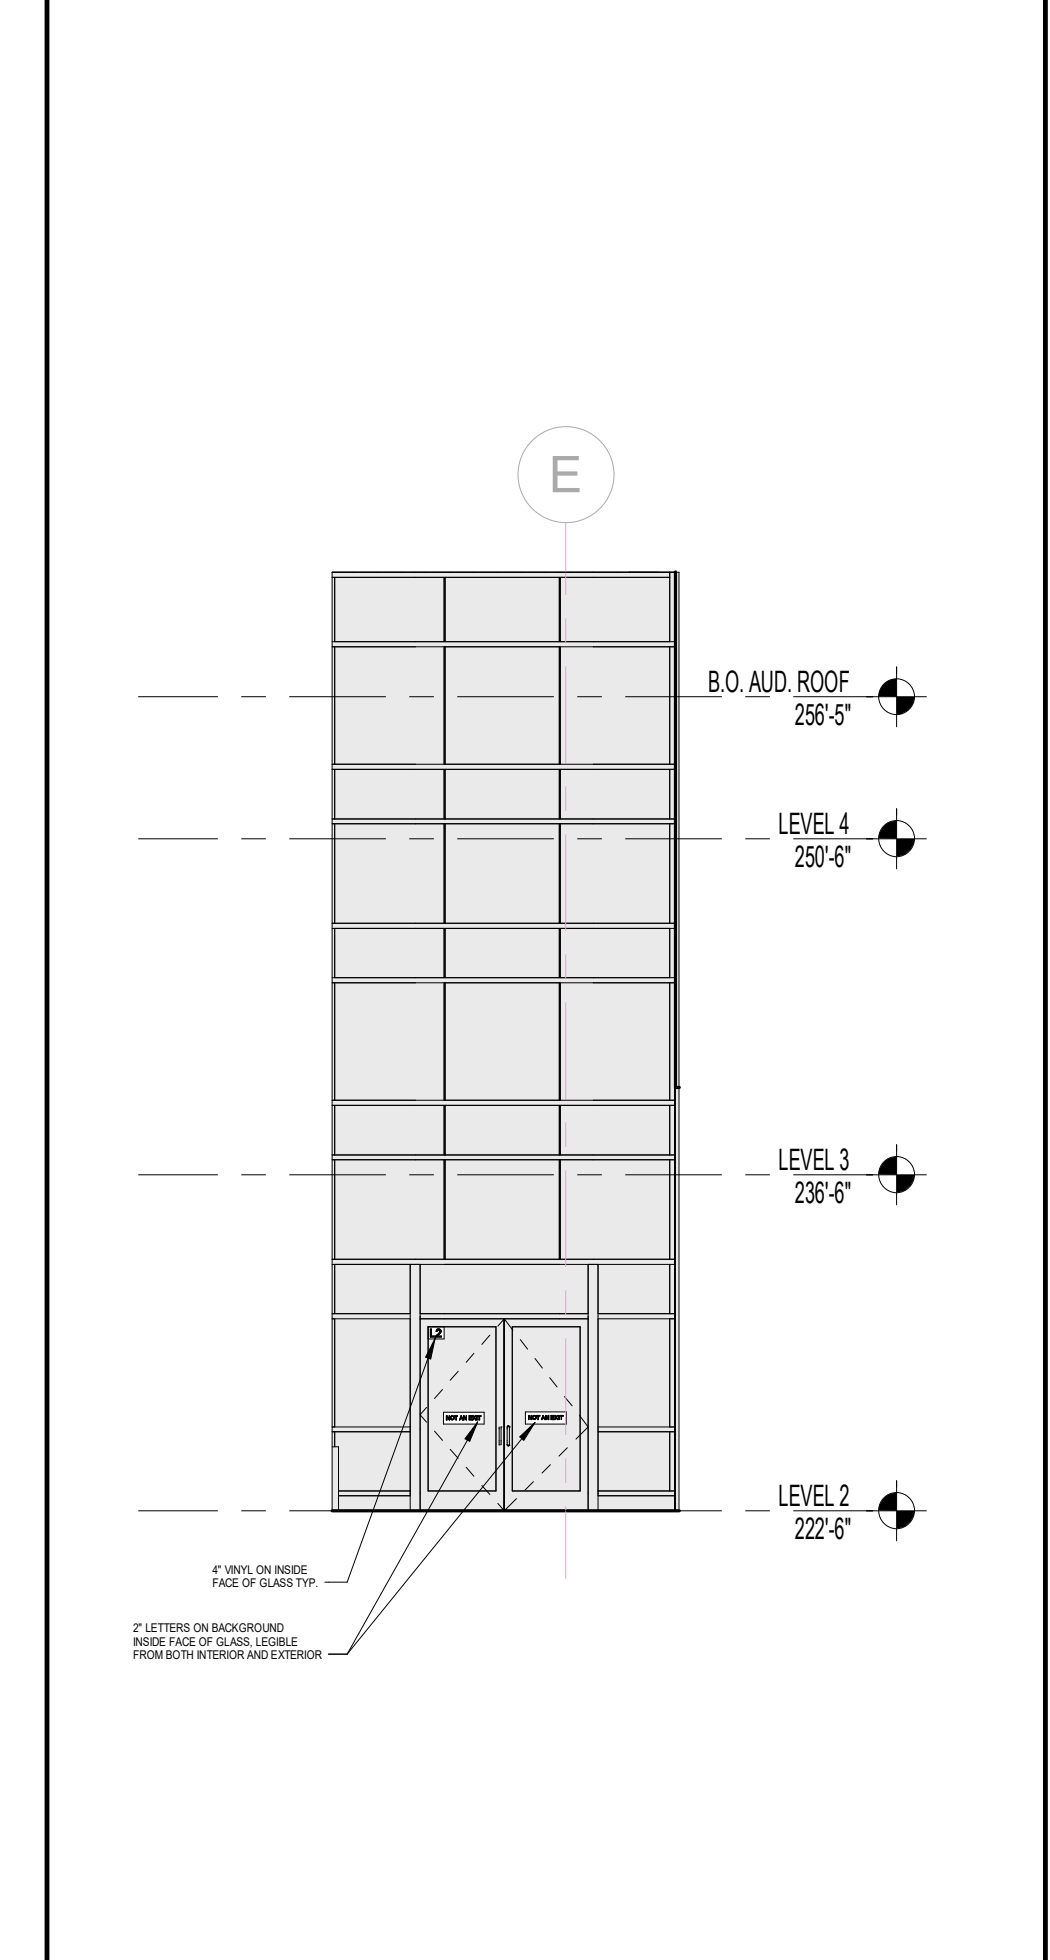 E
B.O. AUD. ROOF
256'-5"
LEVEL 4
250'-6"
LEVEL 3
236'-6"
L2
NOT AN EXIT
NOT AN EXIT
LEVEL 2
222'-6"
4" VINYL ON INSIDE
FACE OF GLASS TYP.
2" LETTERS ON BACKGROUND
INSIDE FACE OF GLASS, LEGIBLE
FROM BOTH INTERIOR AND EXTERIOR